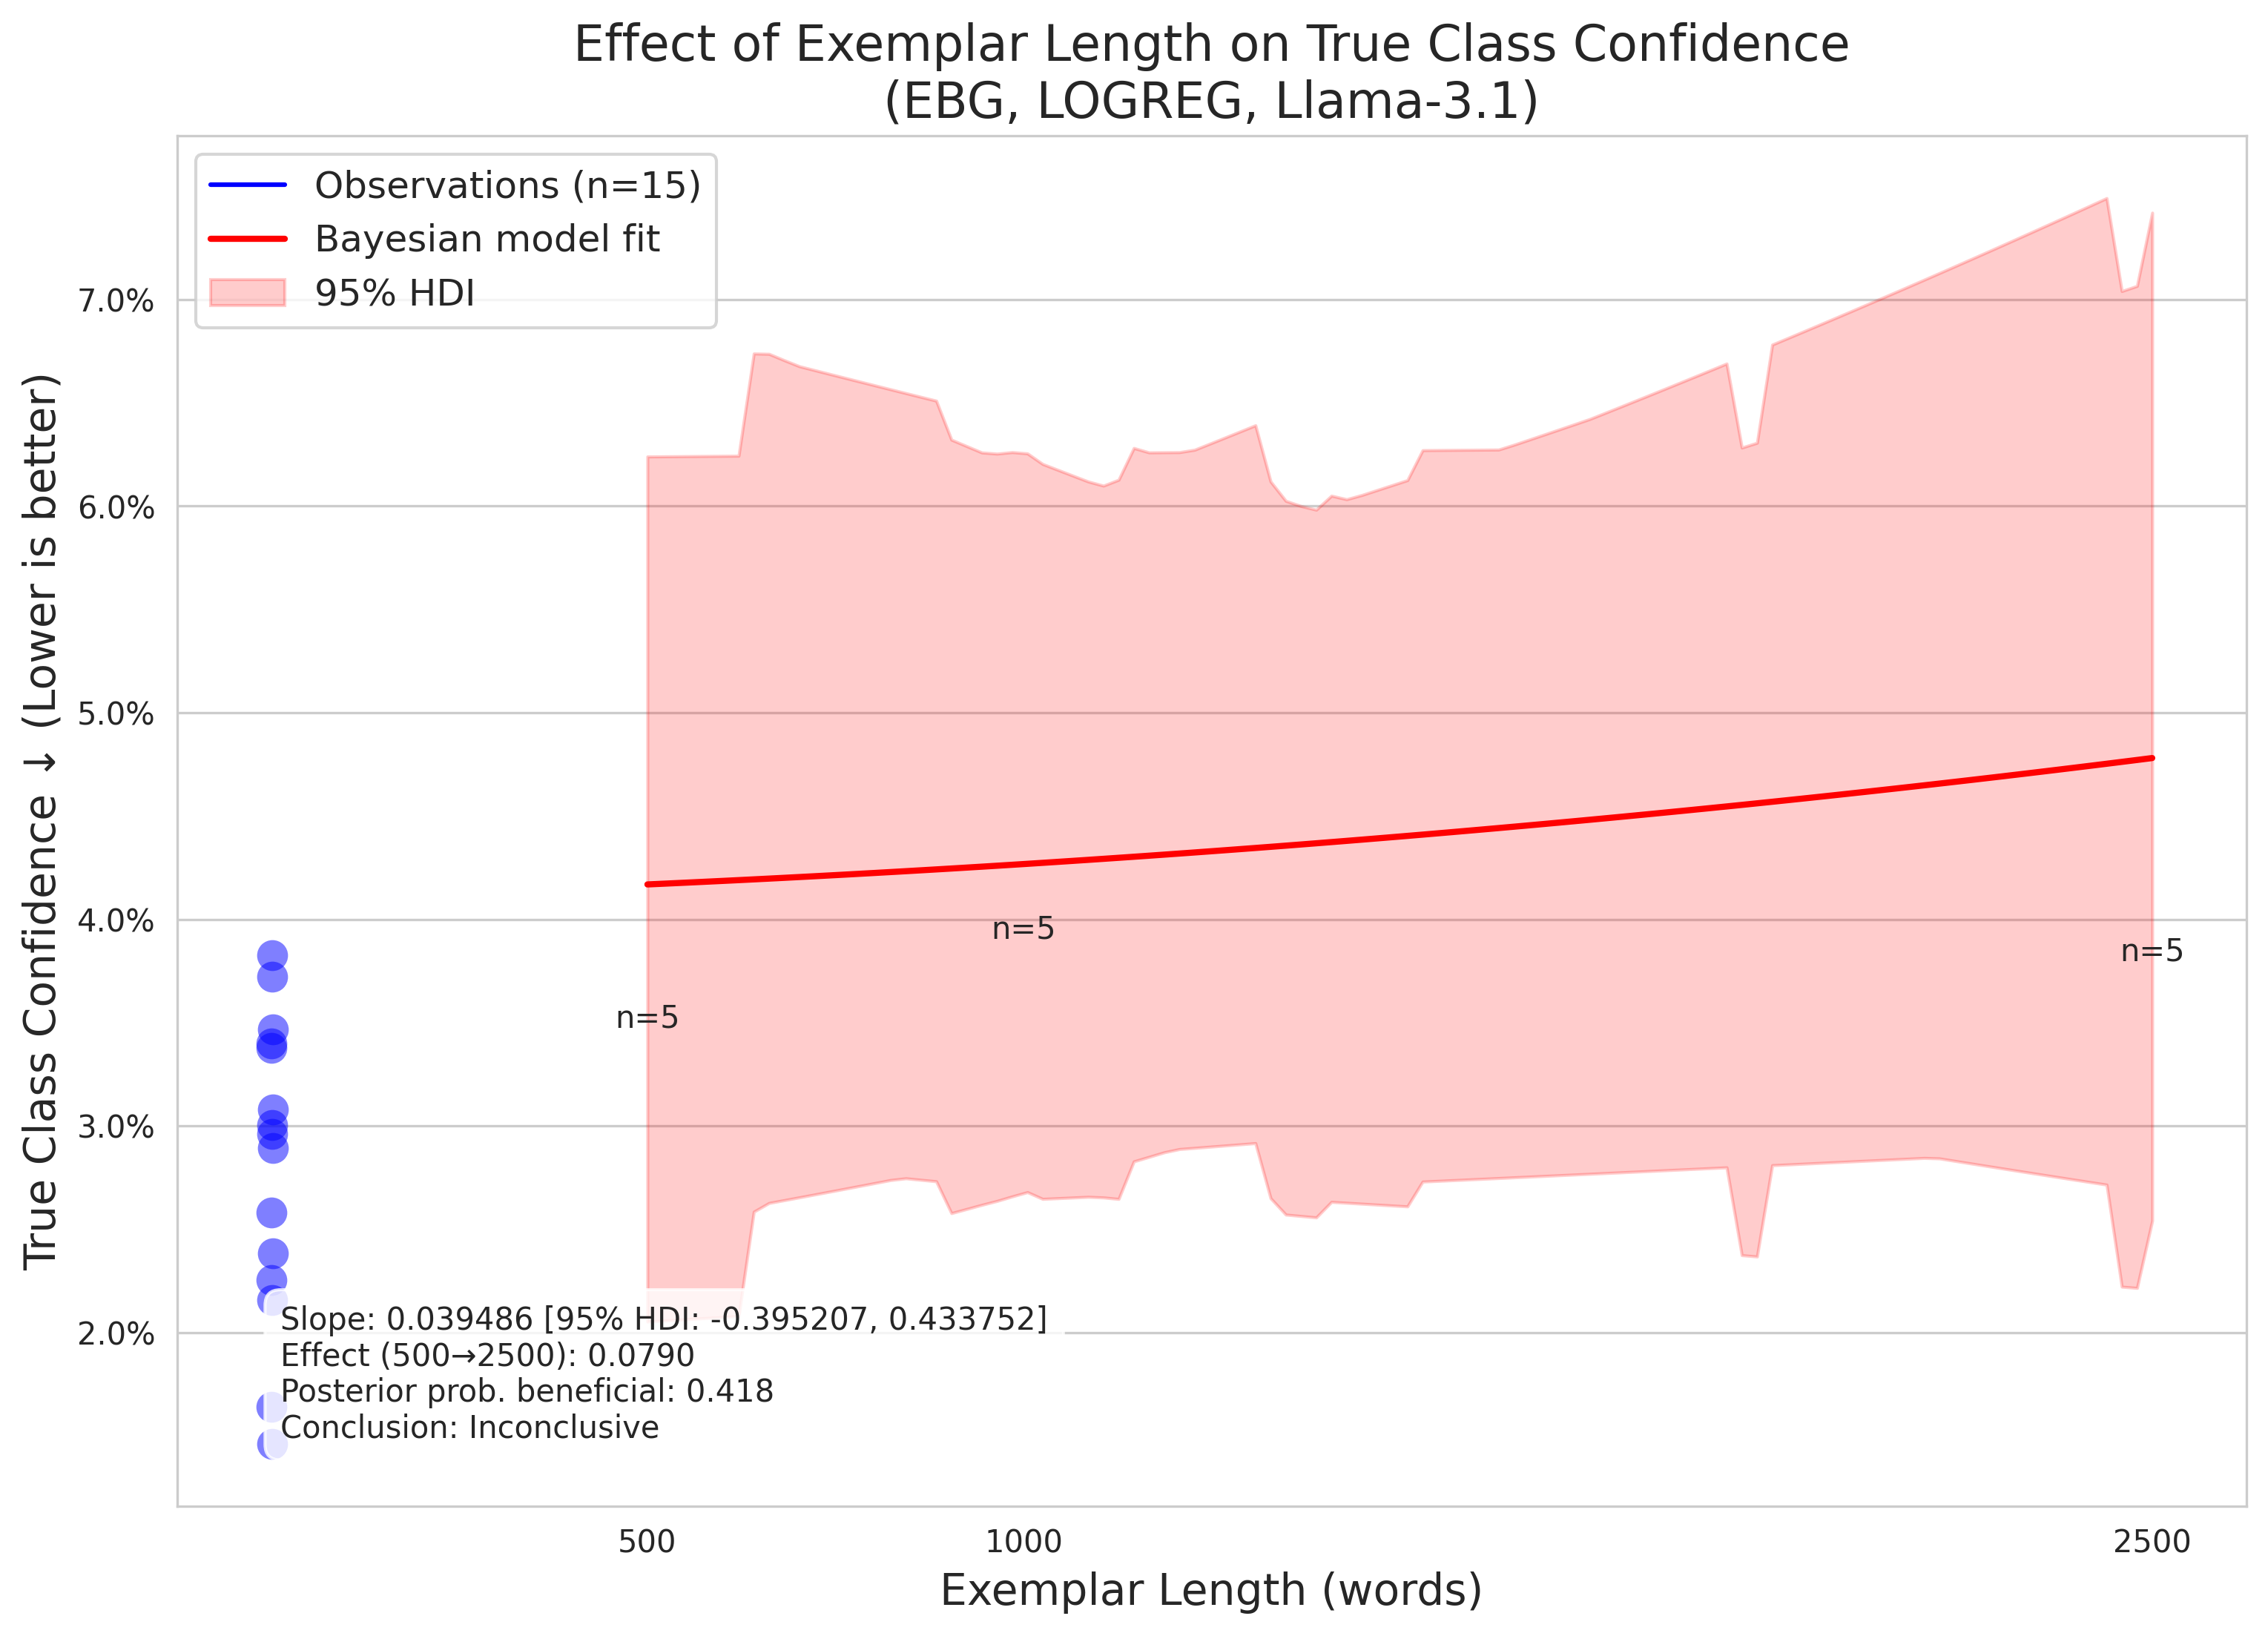 Effect of Exemplar Length on True Class Confidence
(EBG, LOGREG, Llama-3.1)
Observations (n=15)
Bayesian model fit
95% HDI
True Class Confidence ↓ (Lower is better)
7.0%
6.0%
5.0%
4.0%
3.0%
2.0%
n=5
n=5
n=5
Slope: 0.039486 [95% HDI: -0.395207, 0.433752]
Effect (500→2500): 0.0790
Posterior prob. beneficial: 0.418
Conclusion: Inconclusive
500
1000
2500
Exemplar Length (words)